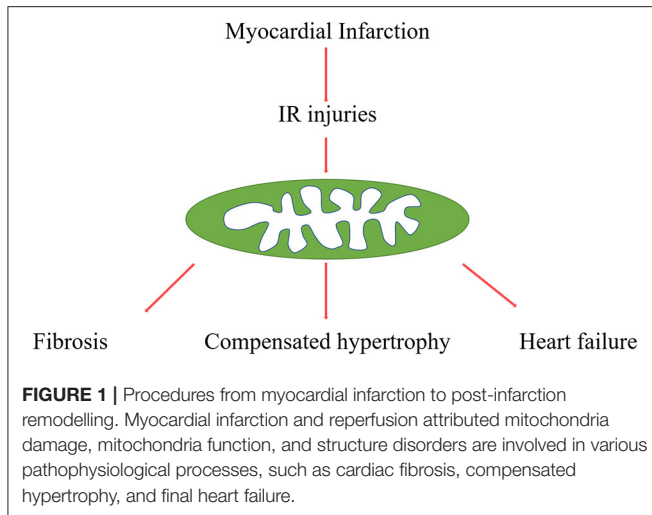 Myocardial Infarction
IR injuries
Fibrosis Compensated hypertrophy Heart failure
FIGURE 1 | Procedures from myocardial infarction to post-infarction
remodelling. Myocardial infarction and reperfusion attributed mitochondria
damage, mitochondria function, and structure disorders are involved in various
pathophysiological processes, such as cardiac fibrosis, compensated
hypertrophy, and final heart failure.